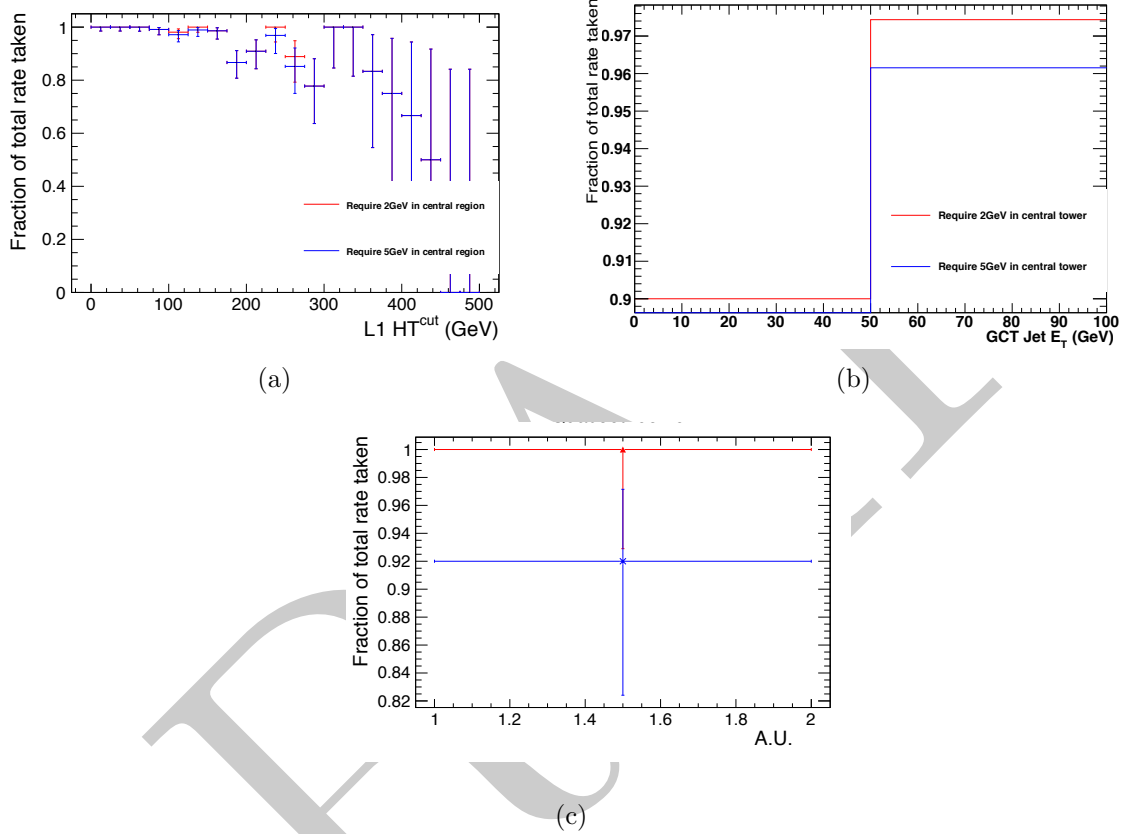 Fraction of total rate taken
1
0.8
0.6
0.4
0.2
0
0 100 200 300 400 500
L1 HT^cut (GeV)
Require 2GeV in central region
Require 5GeV in central region
(a)
Fraction of total rate taken
0.97
0.96
0.95
0.94
0.93
0.92
0.91
0.9
0 10 20 30 40 50 60 70 80 90 100
GCT Jet E_T (GeV)
Require 2GeV in central tower
Require 5GeV in central tower
(b)
Fraction of total rate taken
1
0.98
0.96
0.94
0.92
0.9
0.88
0.86
0.84
0.82
1 1.2 1.4 1.6 1.8 2
A.U.
(c)